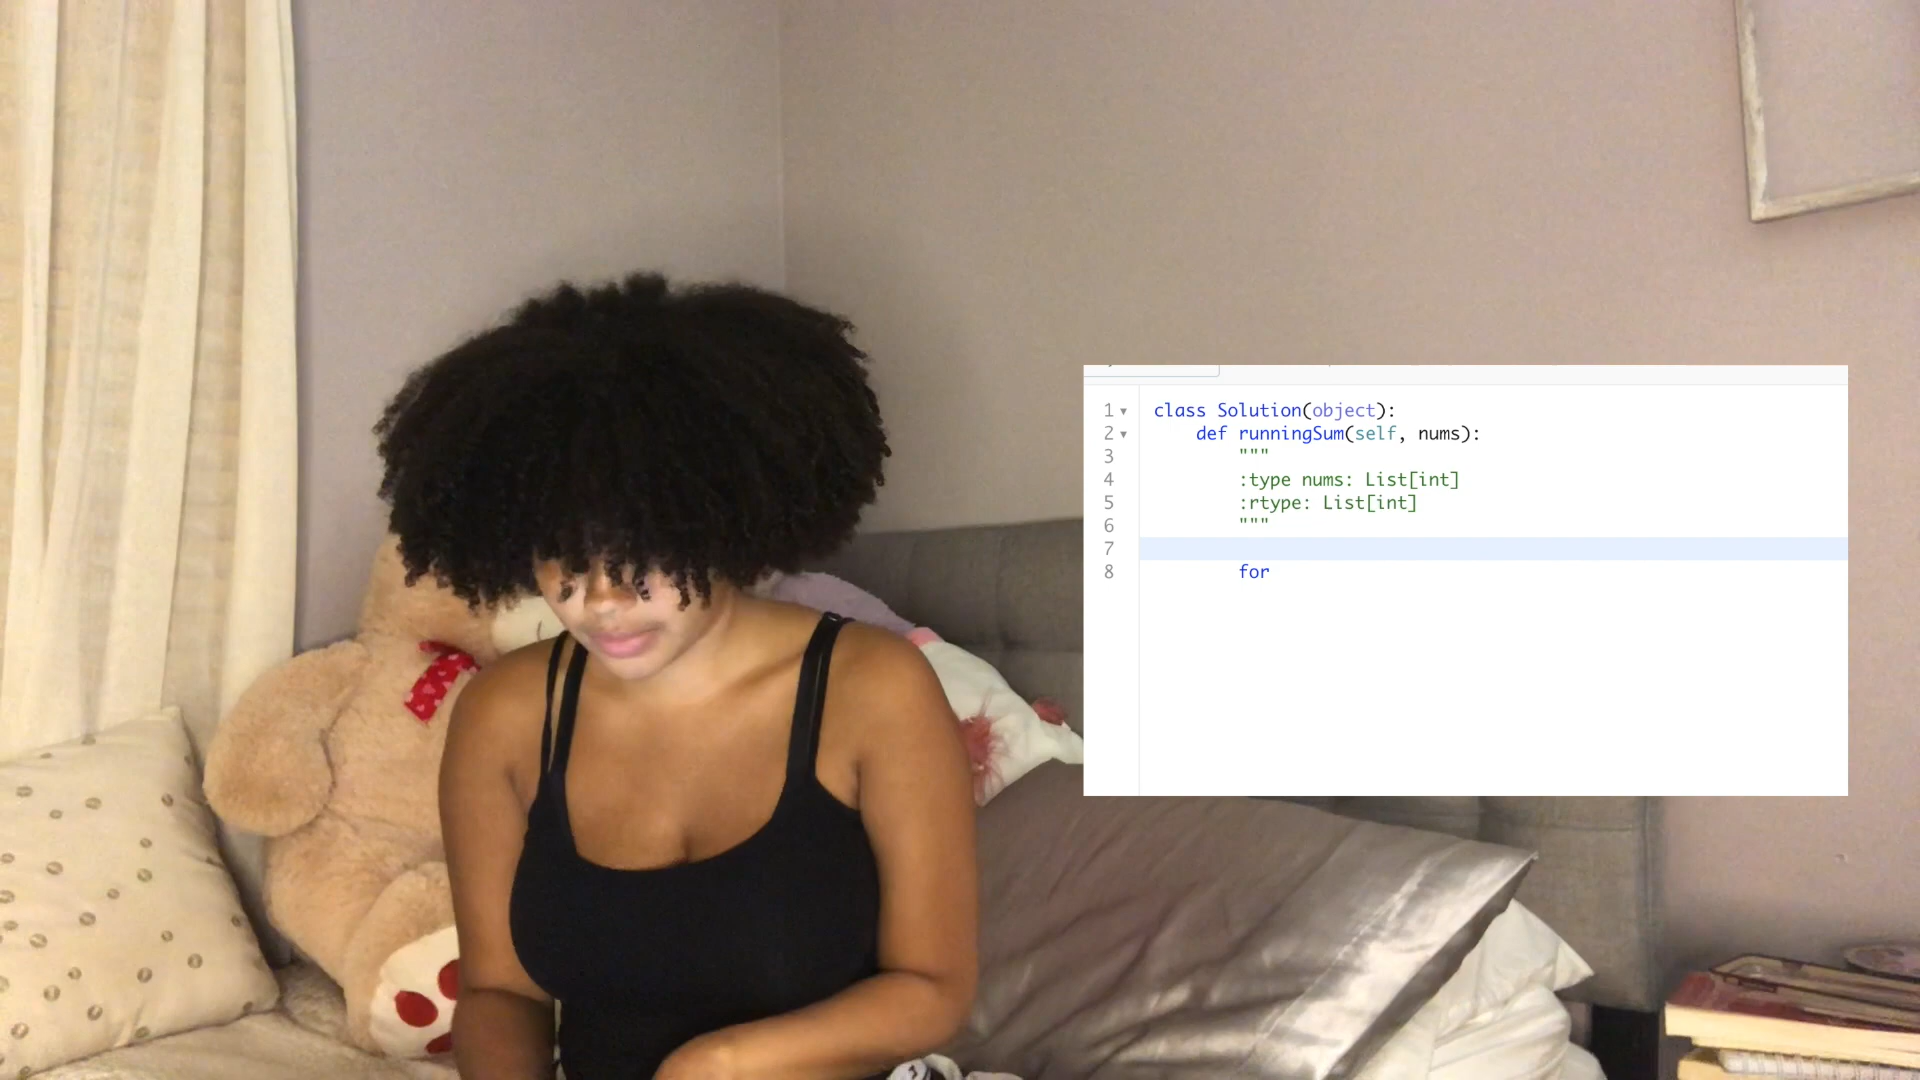 1 class Solution(object):
2 def runningSum(self, nums):
3 """
4 :type nums: List[int]
5 :rtype: List[int]
6 """
7
8 for